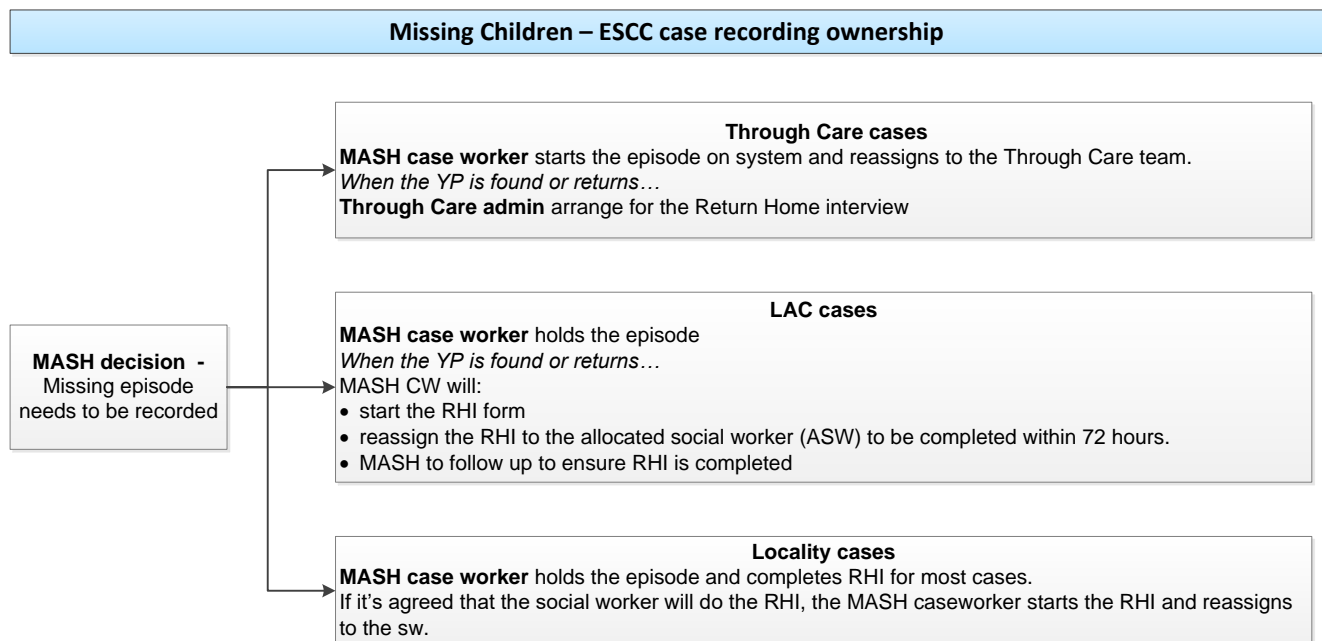 Missing Children – ESCC case recording ownership
Through Care cases
MASH case worker starts the episode on system and reassigns to the Through Care team.
When the YP is found or returns…
Through Care admin arrange for the Return Home interview
LAC cases
MASH case worker holds the episode
When the YP is found or returns…
MASH CW will:
• start the RHI form
• reassign the RHI to the allocated social worker (ASW) to be completed within 72 hours.
• MASH to follow up to ensure RHI is completed
MASH decision -
Missing episode
needs to be recorded
Locality cases
MASH case worker holds the episode and completes RHI for most cases.
If it's agreed that the social worker will do the RHI, the MASH caseworker starts the RHI and reassigns
to the sw.